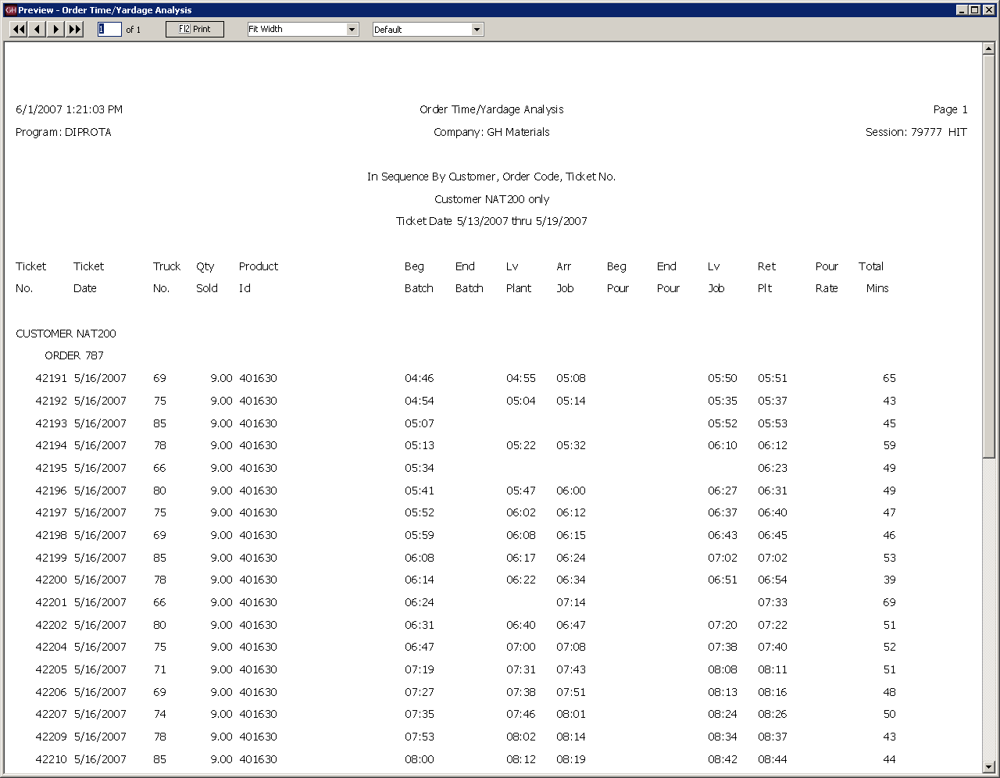 GH Preview - Order Time/Yardage Analysis
1 of 1 F12 Print Fit Width Default
6/1/2007 1:21:03 PM Order Time/Yardage Analysis Page 1
Program: DIPROTA Company: GH Materials Session: 79777 HIT
In Sequence By Customer, Order Code, Ticket No.
Customer NAT200 only
Ticket Date 5/13/2007 thru 5/19/2007
Ticket Ticket Truck Qty Product Beg End Lv Arr Beg End Lv Ret Pour Total
No. Date No. Sold Id Batch Batch Plant Job Pour Pour Job Plt Rate Mins
CUSTOMER NAT200
ORDER 787
42191 5/16/2007 69 9.00 401630 04:46 04:55 05:08 05:50 05:51 65
42192 5/16/2007 75 9.00 401630 04:54 05:04 05:14 05:35 05:37 43
42193 5/16/2007 85 9.00 401630 05:07 05:52 05:53 45
42194 5/16/2007 78 9.00 401630 05:13 05:22 05:32 06:10 06:12 59
42195 5/16/2007 66 9.00 401630 05:34 06:23 49
42196 5/16/2007 80 9.00 401630 05:41 05:47 06:00 06:27 06:31 49
42197 5/16/2007 75 9.00 401630 05:52 06:02 06:12 06:37 06:40 47
42198 5/16/2007 69 9.00 401630 05:59 06:08 06:15 06:43 06:45 46
42199 5/16/2007 85 9.00 401630 06:08 06:17 06:24 07:02 07:02 53
42200 5/16/2007 78 9.00 401630 06:14 06:22 06:34 06:51 06:54 39
42201 5/16/2007 66 9.00 401630 06:24 07:14 07:33 69
42202 5/16/2007 80 9.00 401630 06:31 06:40 06:47 07:20 07:22 51
42204 5/16/2007 75 9.00 401630 06:47 07:00 07:08 07:38 07:40 52
42205 5/16/2007 71 9.00 401630 07:19 07:31 07:43 08:08 08:11 51
42206 5/16/2007 69 9.00 401630 07:27 07:38 07:51 08:13 08:16 48
42207 5/16/2007 74 9.00 401630 07:35 07:46 08:01 08:24 08:26 50
42209 5/16/2007 78 9.00 401630 07:53 08:02 08:14 08:34 08:37 43
42210 5/16/2007 85 9.00 401630 08:00 08:12 08:19 08:42 08:44 44